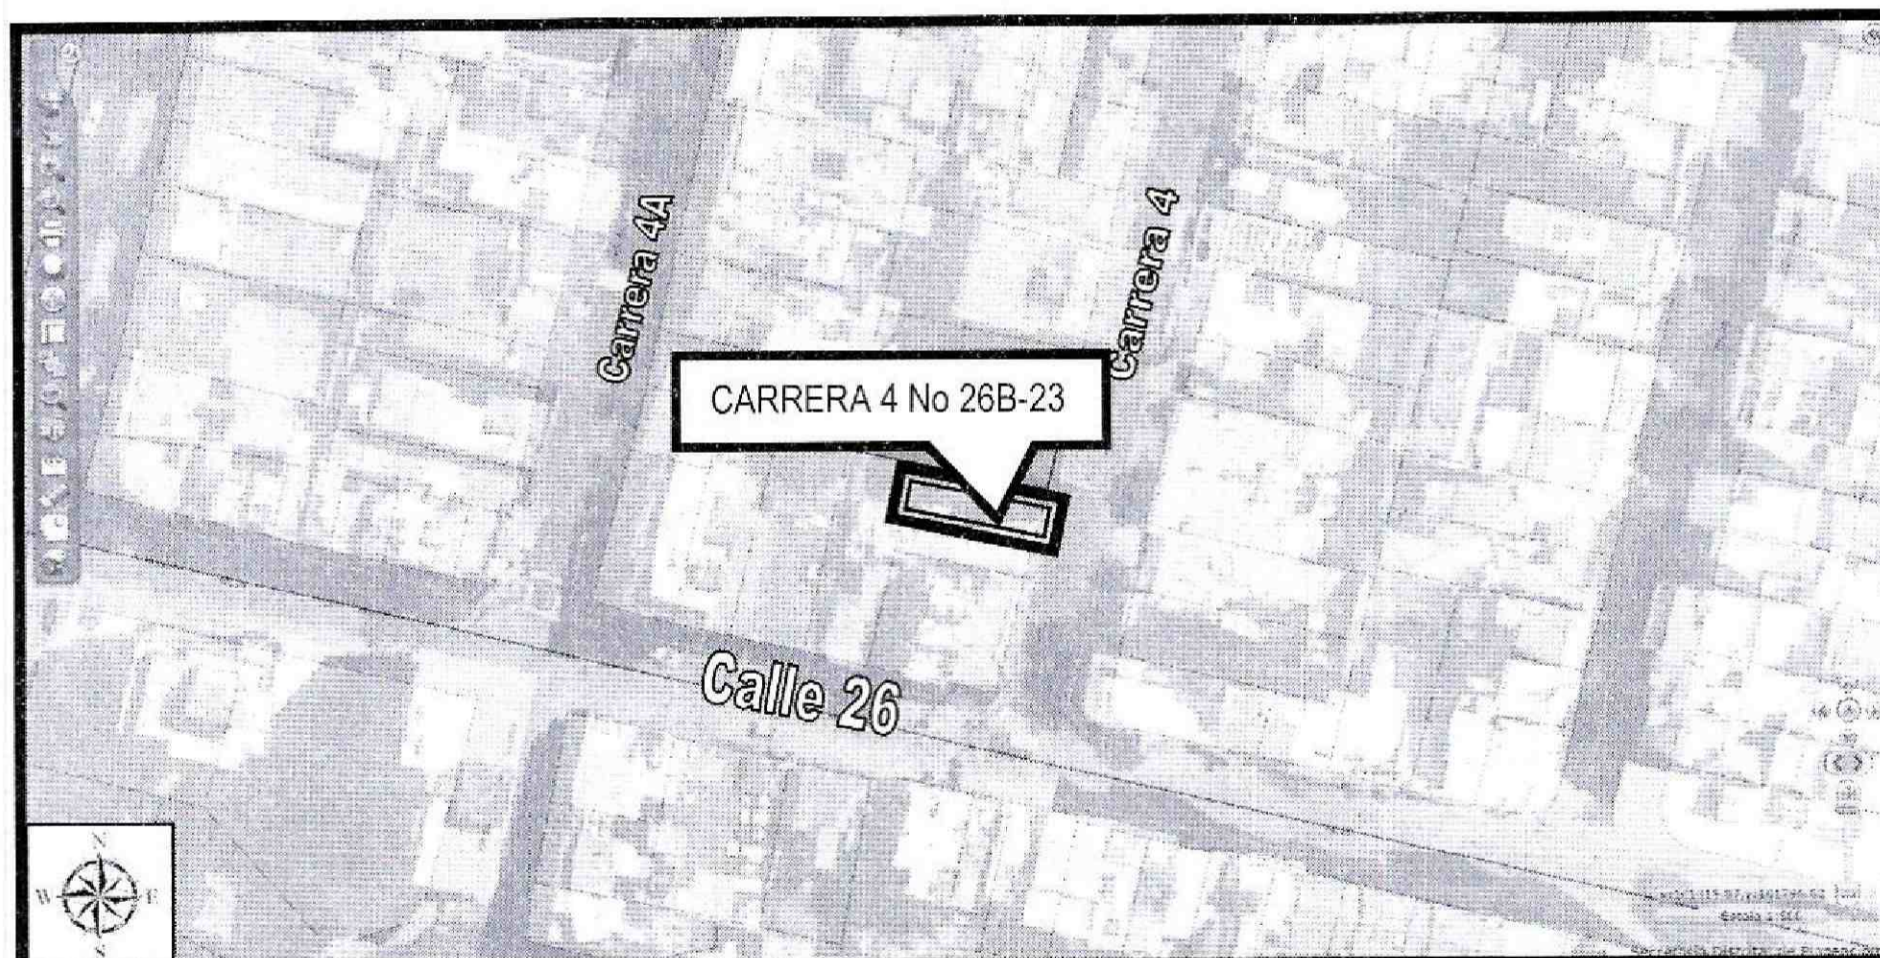 Carrera 4A
Carrera 4
CARRERA 4 No 26B-23
Calle 26
N
W E
S